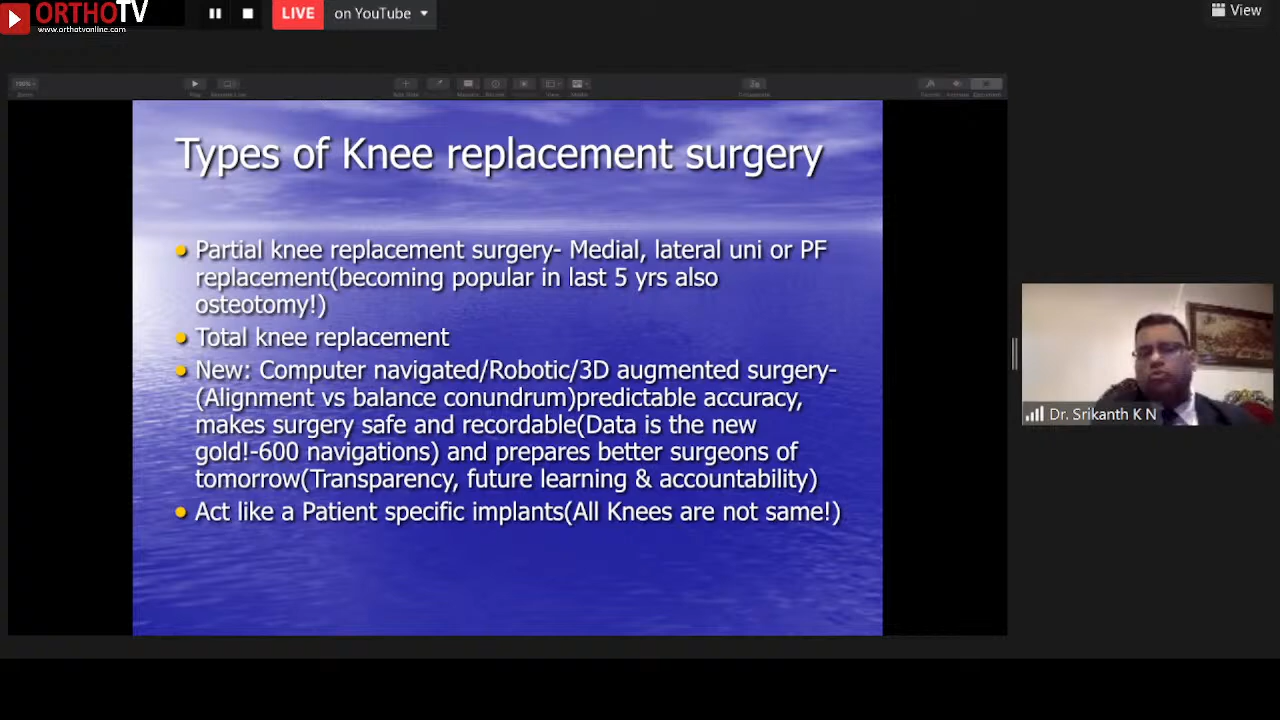 ORTHOTV
www.orthotvonline.com
LIVE on YouTube
View
100%
Types of Knee replacement surgery
Partial knee replacement surgery- Medial, lateral uni or PF
replacement(becoming popular in last 5 yrs also
osteotomy!)
Total knee replacement
New: Computer navigated/Robotic/3D augmented surgery-
(Alignment vs balance conundrum)predictable accuracy,
makes surgery safe and recordable(Data is the new
gold!-600 navigations) and prepares better surgeons of
tomorrow(Transparency, future learning & accountability)
Act like a Patient specific implants(All Knees are not same!)
Dr. Srikanth K N